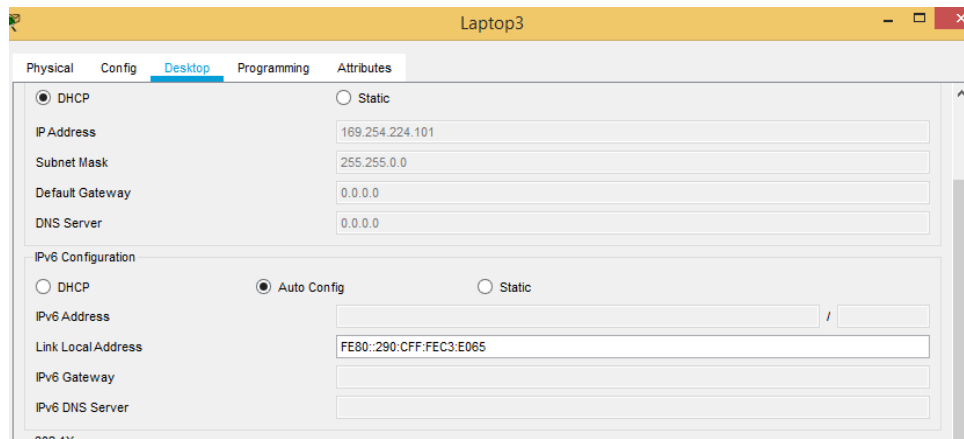 Laptop3
Physical Config Desktop Programming Attributes
DHCP Static
IP Address 169.254.224.101
Subnet Mask 255.255.0.0
Default Gateway 0.0.0.0
DNS Server 0.0.0.0
IPv6 Configuration
DHCP Auto Config Static
IPv6 Address /
Link Local Address FE80::290:CFF:FEC3:E065
IPv6 Gateway
IPv6 DNS Server